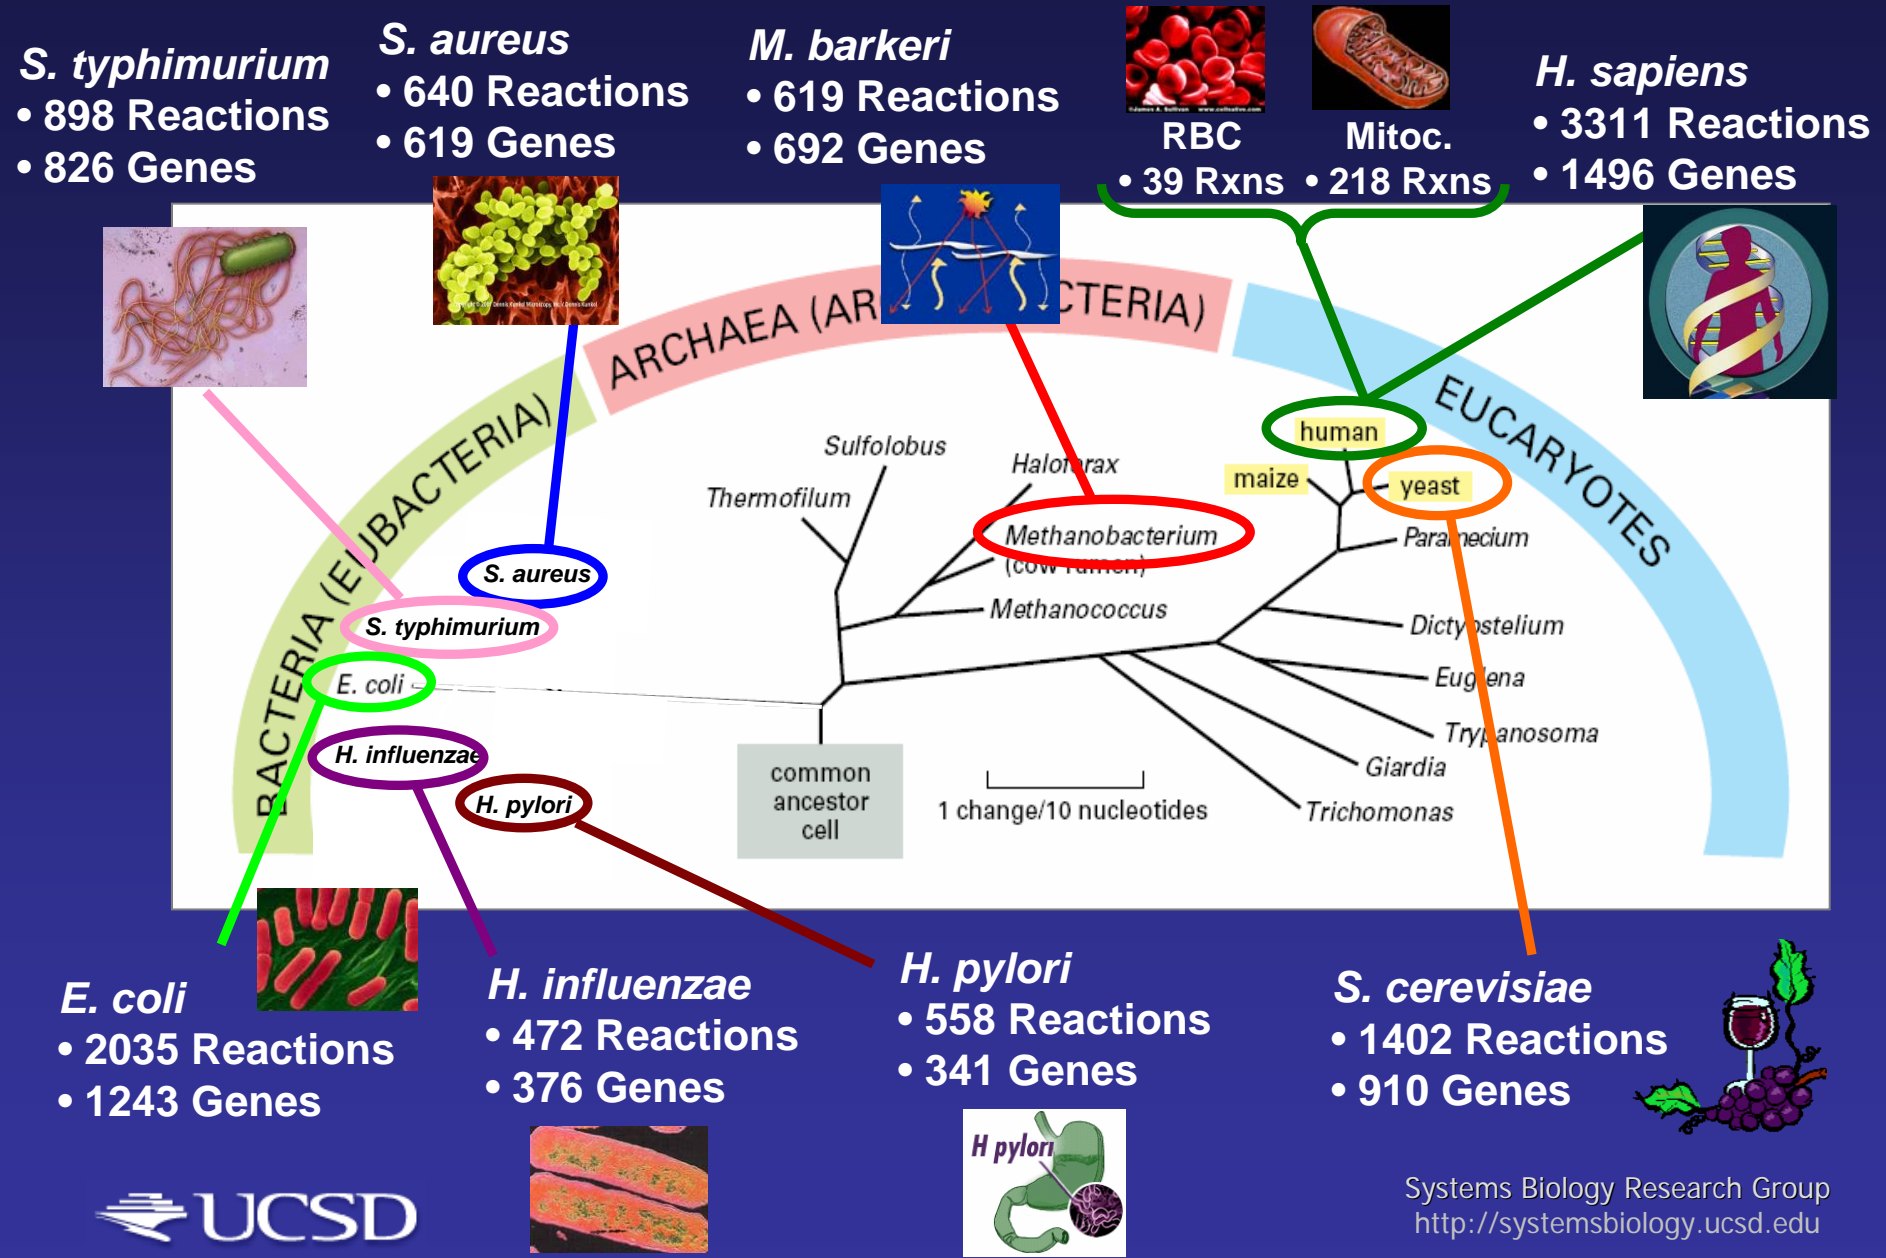 S. typhimurium
• 898 Reactions
• 826 Genes
S. aureus
• 640 Reactions
• 619 Genes
M. barkeri
• 619 Reactions
• 692 Genes
RBC
• 39 Rxns
Mitoc.
• 218 Rxns
H. sapiens
• 3311 Reactions
• 1496 Genes
BACTERIA (EUBACTERIA)
ARCHAEA (AR CTERIA)
EUCARYOTES
S. aureus
S. typhimurium
E. coli
H. influenzae
H. pylori
Sulfolobus
Thermofilum
Haloferax
Methanobacterium
(cow rumen)
Methanococcus
human
maize
yeast
Paramecium
Dictyostelium
Euglena
Trypanosoma
Giardia
Trichomonas
common
ancestor
cell
1 change/10 nucleotides
E. coli
• 2035 Reactions
• 1243 Genes
H. influenzae
• 472 Reactions
• 376 Genes
H. pylori
• 558 Reactions
• 341 Genes
H pylori
S. cerevisiae
• 1402 Reactions
• 910 Genes
UCSD
Systems Biology Research Group
http://systemsbiology.ucsd.edu